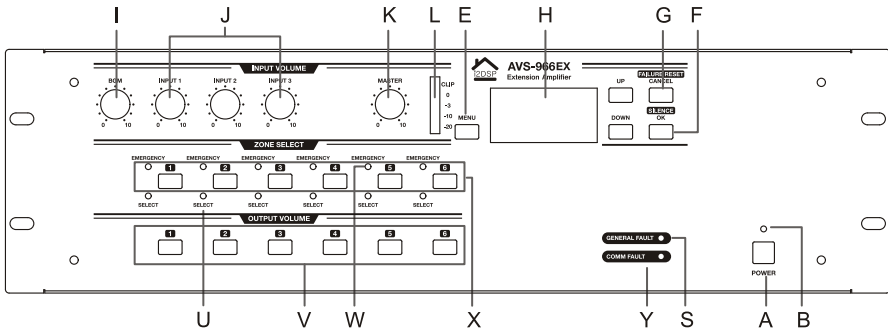 I J K L E H G F
INPUT VOLUME
BGM INPUT 1 INPUT 2 INPUT 3 MASTER
0 10 0 10 0 10 0 10 0 10
CLIP
0
-3
-10
-20
MENU
i2DSP
AVS-966EX
Extension Amplifier
UP
FAILURE RESET
CANCEL
DOWN
SILENCE
OK
ZONE SELECT
EMERGENCY EMERGENCY EMERGENCY EMERGENCY EMERGENCY EMERGENCY
1 2 3 4 5 6
SELECT SELECT SELECT SELECT SELECT SELECT
OUTPUT VOLUME
1 2 3 4 5 6
GENERAL FAULT
COMM FAULT
POWER
U V W X Y S A B